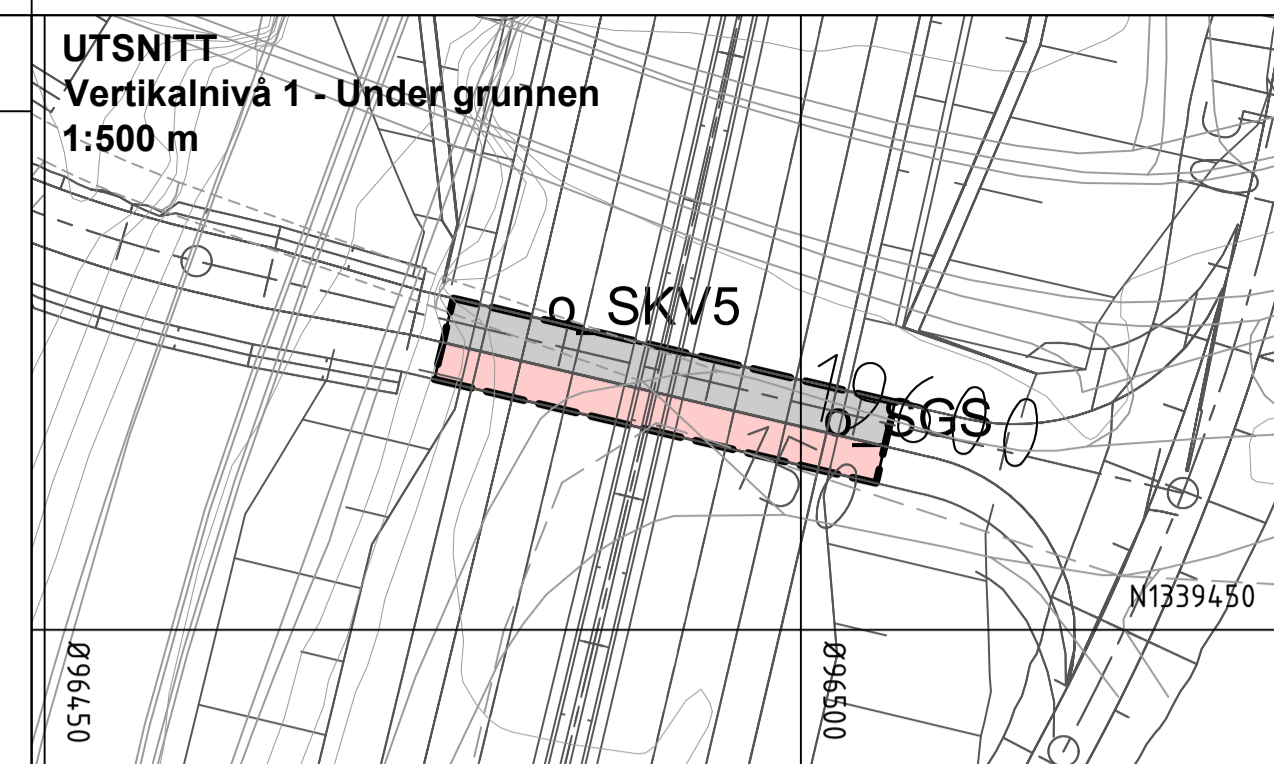 UTSNITT
Vertikalnivå 1 - Under grunnen
1:500 m
o_SKV5
o_SGS
N1339450
Ø96450
Ø96500